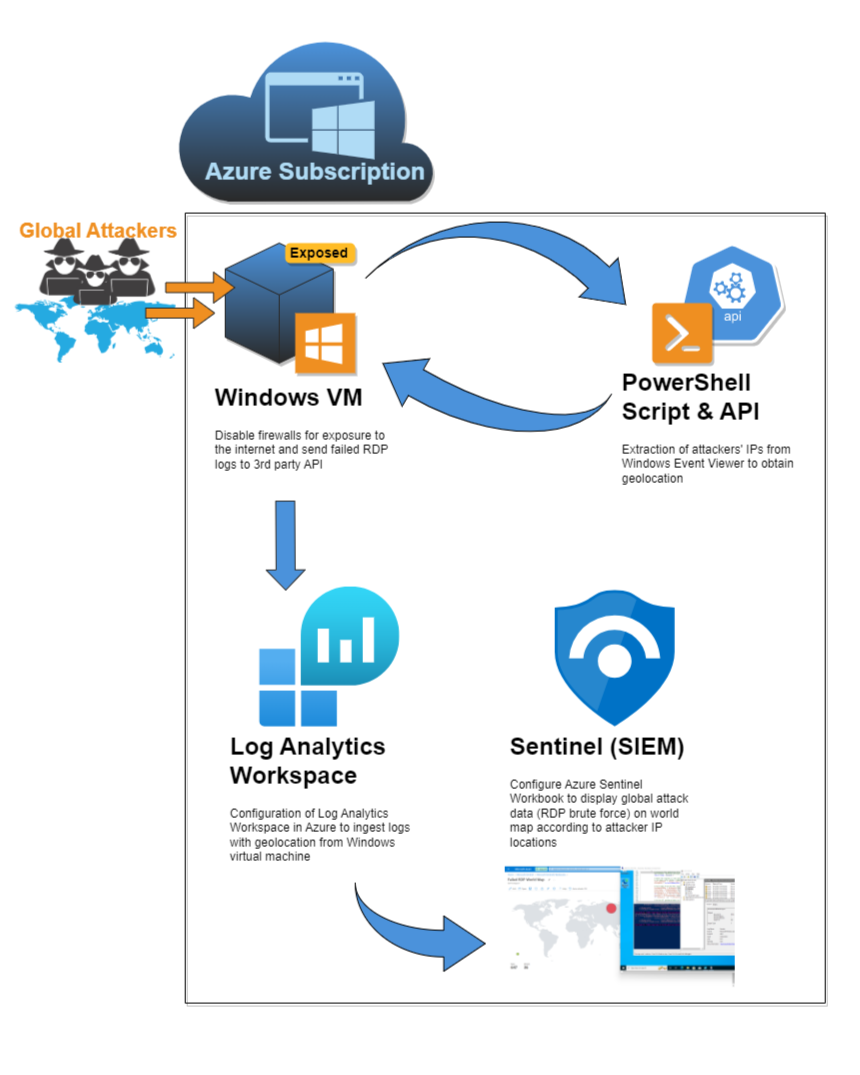 Azure Subscription
Global Attackers
Exposed
api
Windows VM
Disable firewalls for exposure to
the internet and send failed RDP
logs to 3rd party API
PowerShell
Script & API
Extraction of attackers' IPs from
Windows Event Viewer to obtain
geolocation
Log Analytics
Workspace
Configuration of Log Analytics
Workspace in Azure to ingest logs
with geolocation from Windows
virtual machine
Sentinel (SIEM)
Configure Azure Sentinel
Workbook to display global attack
data (RDP brute force) on world
map according to attacker IP
locations